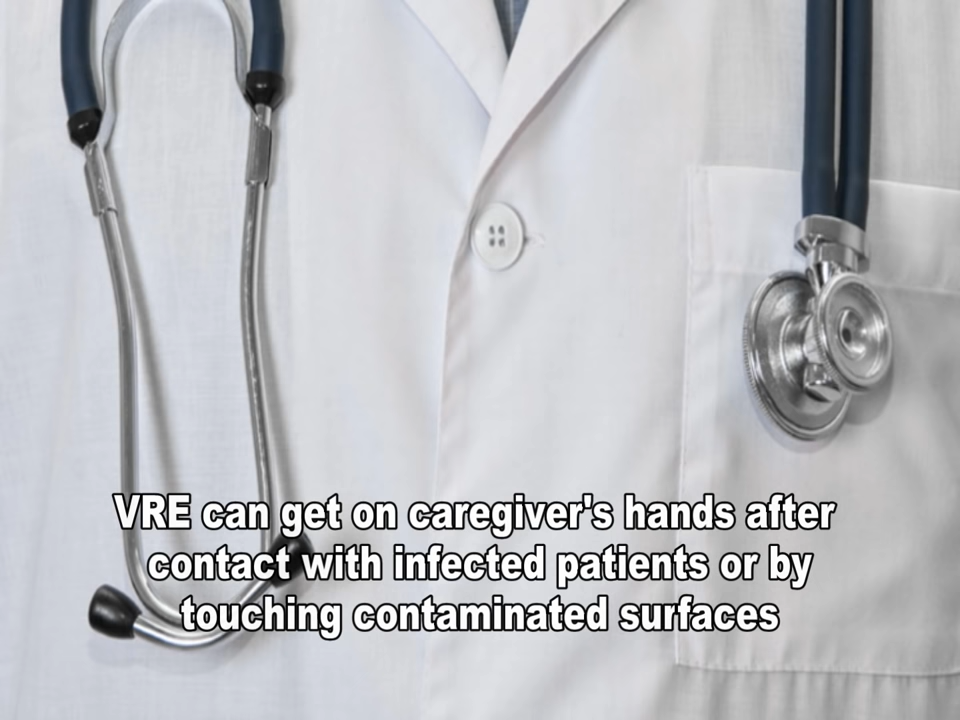 VRE can get on caregiver's hands after
contact with infected patients or by
touching contaminated surfaces